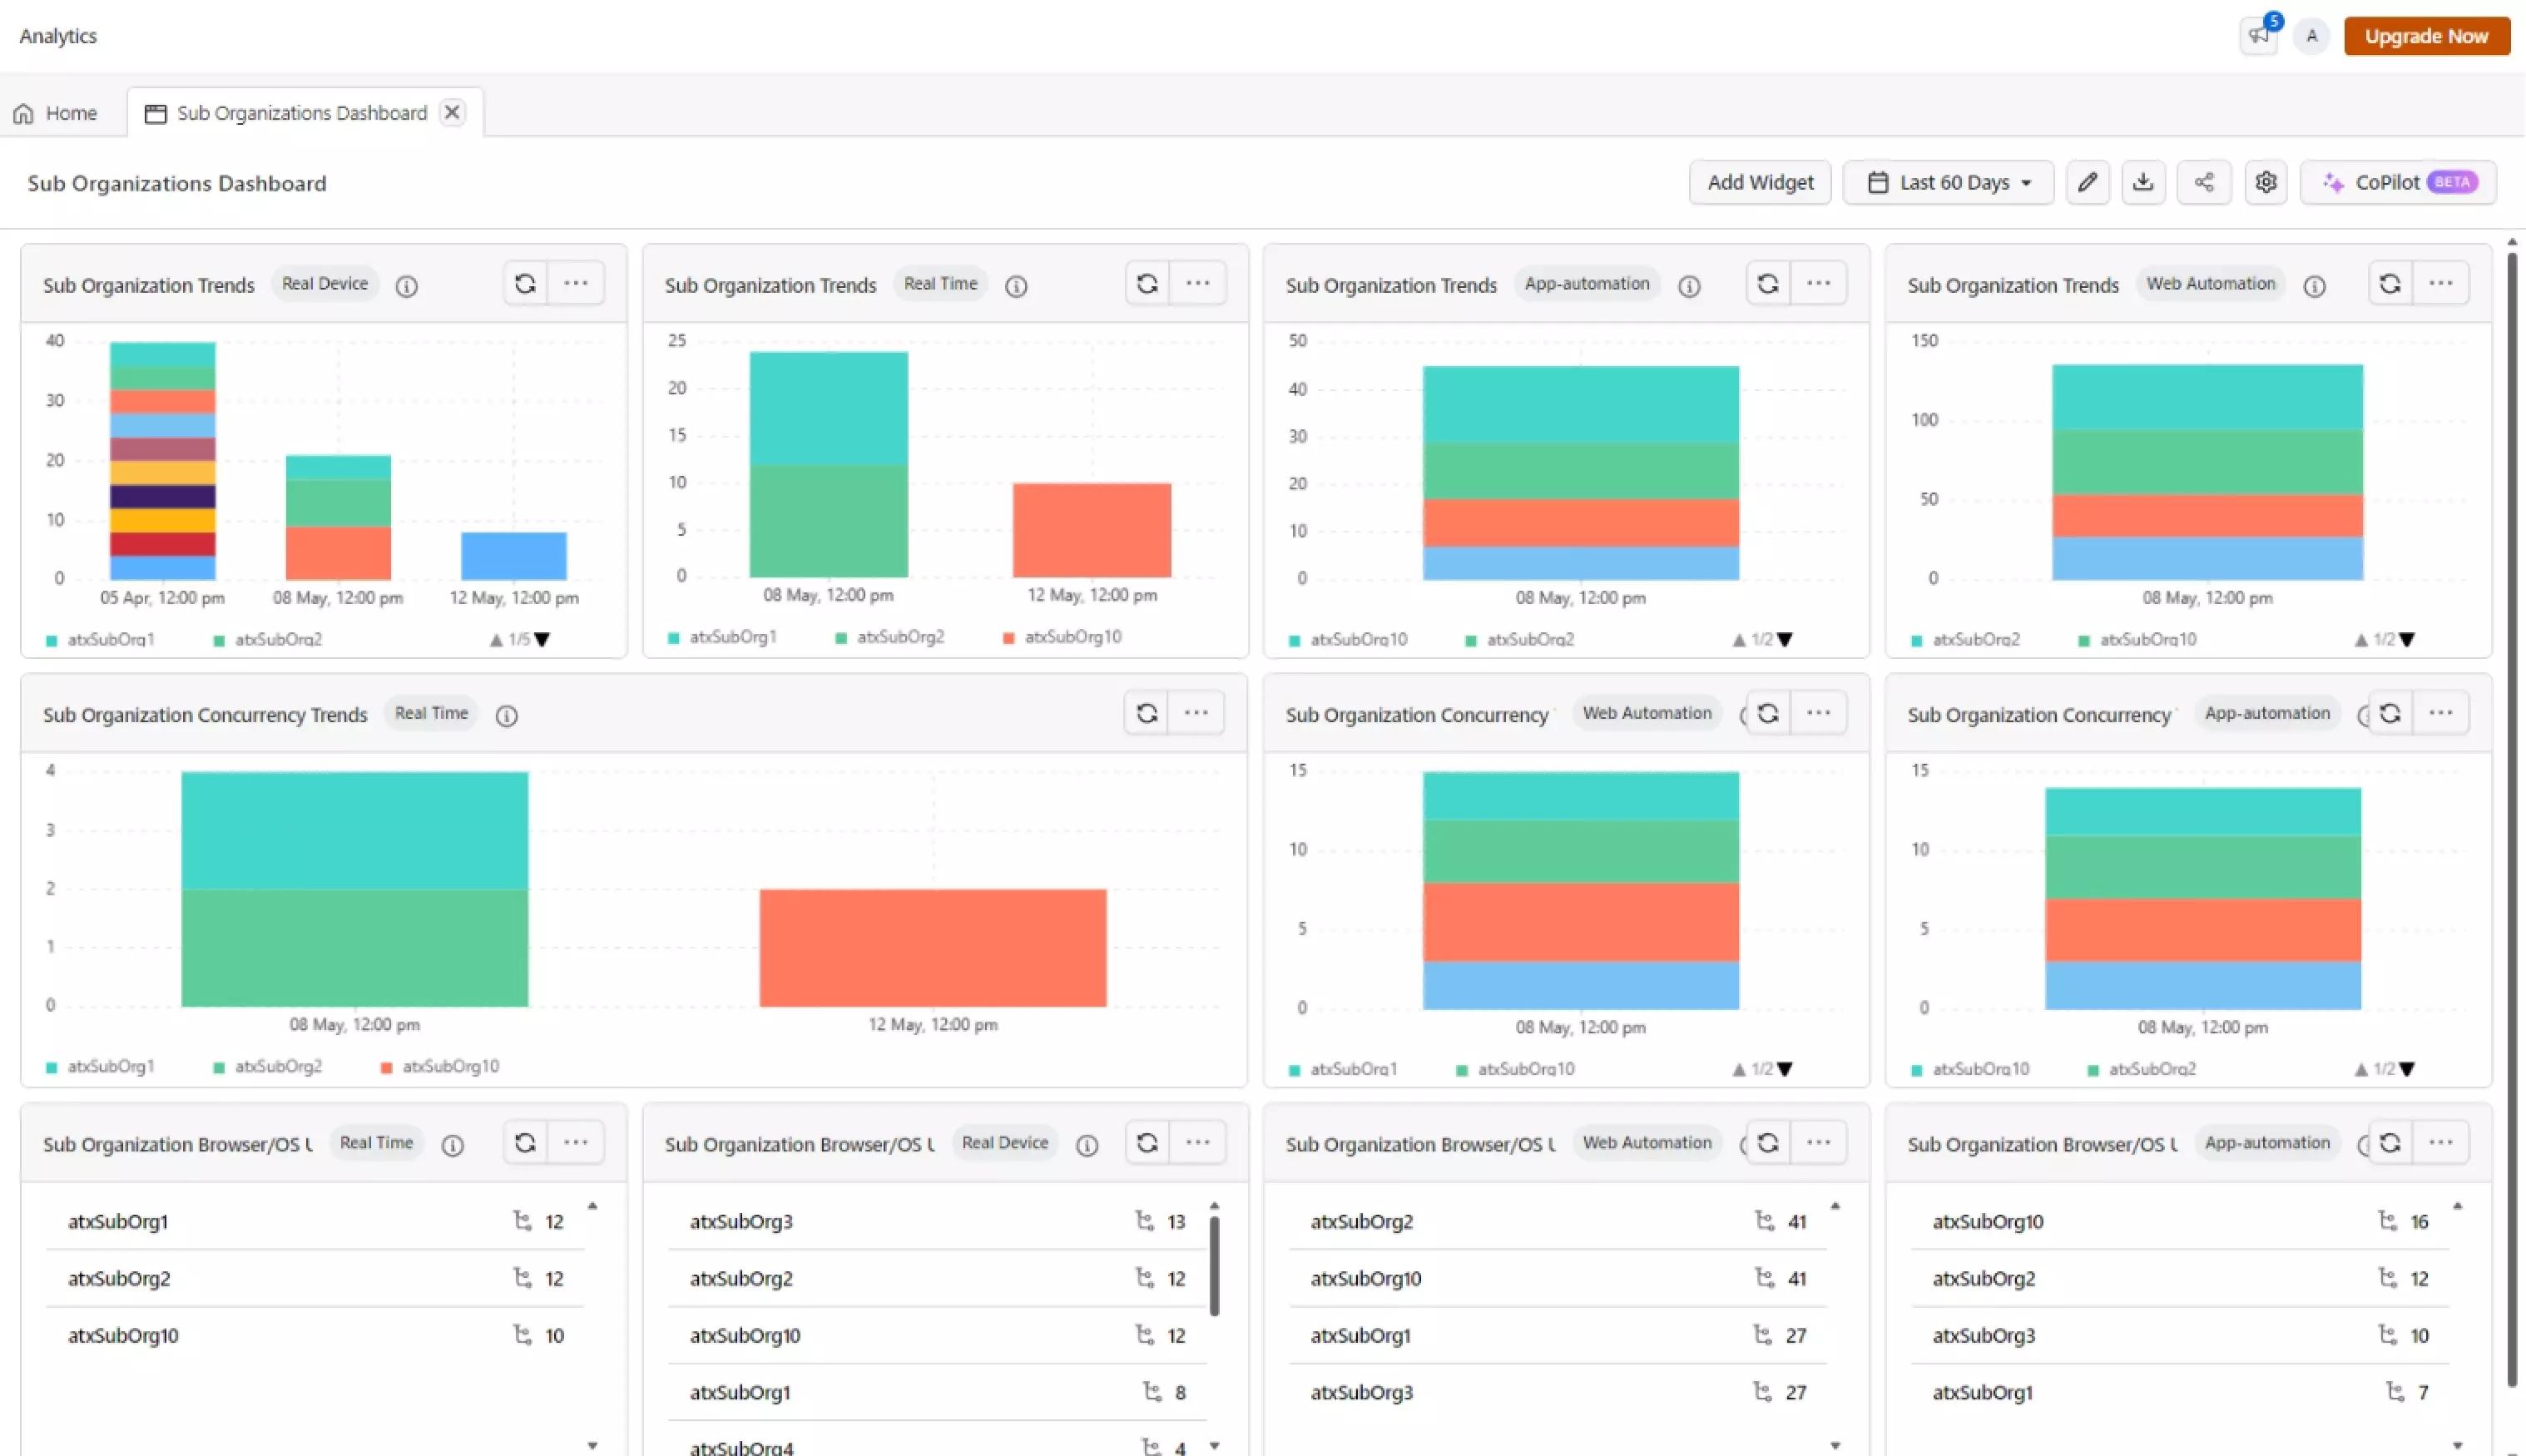 Analytics
5
A
Upgrade Now
Home
Sub Organizations Dashboard
Sub Organizations Dashboard
Add Widget
Last 60 Days
CoPilot BETA
Sub Organization Trends Real Device
40
30
20
10
0
05 Apr, 12:00 pm 08 May, 12:00 pm 12 May, 12:00 pm
atxSubOrg1 atxSubOrg2 1/5
Sub Organization Trends Real Time
25
20
15
10
5
0
08 May, 12:00 pm 12 May, 12:00 pm
atxSubOrg1 atxSubOrg2 atxSubOrg10
Sub Organization Trends App-automation
50
40
30
20
10
0
08 May, 12:00 pm
atxSubOrg10 atxSubOrg2 1/2
Sub Organization Trends Web Automation
150
100
50
0
08 May, 12:00 pm
atxSubOrg2 atxSubOrg10 1/2
Sub Organization Concurrency Trends Real Time
4
3
2
1
0
08 May, 12:00 pm 12 May, 12:00 pm
atxSubOrg1 atxSubOrg2 atxSubOrg10
Sub Organization Concurrency Web Automation
15
10
5
0
08 May, 12:00 pm
atxSubOrg1 atxSubOrg10 1/2
Sub Organization Concurrency App-automation
15
10
5
0
08 May, 12:00 pm
atxSubOrg10 atxSubOrg2 1/2
Sub Organization Browser/OS Real Time
atxSubOrg1 12
atxSubOrg2 12
atxSubOrg10 10
Sub Organization Browser/OS Real Device
atxSubOrg3 13
atxSubOrg2 12
atxSubOrg10 12
atxSubOrg1 8
atxSubOrg4 4
Sub Organization Browser/OS Web Automation
atxSubOrg2 41
atxSubOrg10 41
atxSubOrg1 27
atxSubOrg3 27
Sub Organization Browser/OS App-automation
atxSubOrg10 16
atxSubOrg2 12
atxSubOrg3 10
atxSubOrg1 7